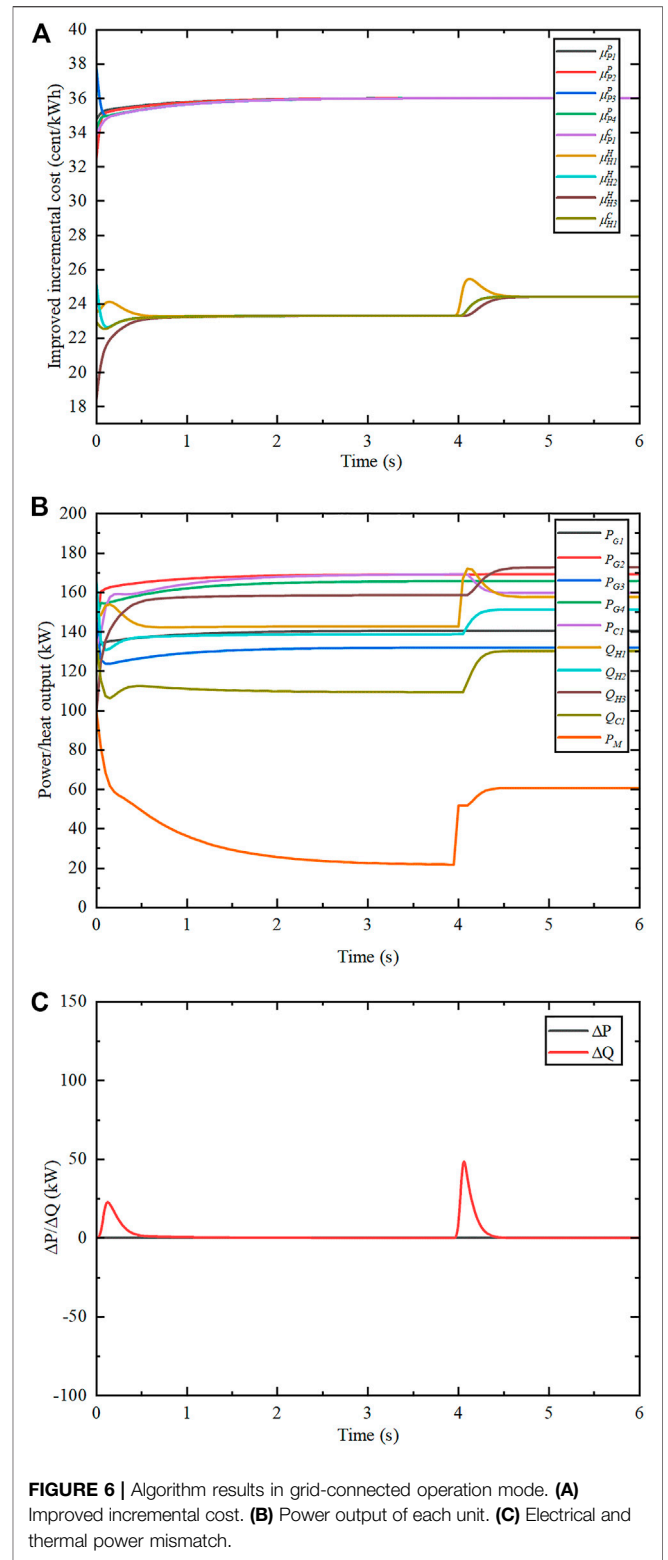 A
40
38
36
34
32
30
28
26
24
22
20
18
Improved incremental cost (cent/kWh)
0 1 2 3 4 5 6
Time (s)
μ^P_P1
μ^P_P2
μ^P_P3
μ^P_P4
μ^C_P1
μ^H_H1
μ^H_H2
μ^H_H3
μ^C_H1
B
200
180
160
140
120
100
80
60
40
20
0
Power/heat output (kW)
0 1 2 3 4 5 6
Time (s)
P_G1
P_G2
P_G3
P_G4
P_C1
Q_H1
Q_H2
Q_H3
Q_C1
P_M
C
150
100
50
0
-50
-100
ΔP/ΔQ (kW)
0 1 2 3 4 5 6
Time (s)
ΔP
ΔQ
FIGURE 6 | Algorithm results in grid-connected operation mode. (A)
Improved incremental cost. (B) Power output of each unit. (C) Electrical and
thermal power mismatch.